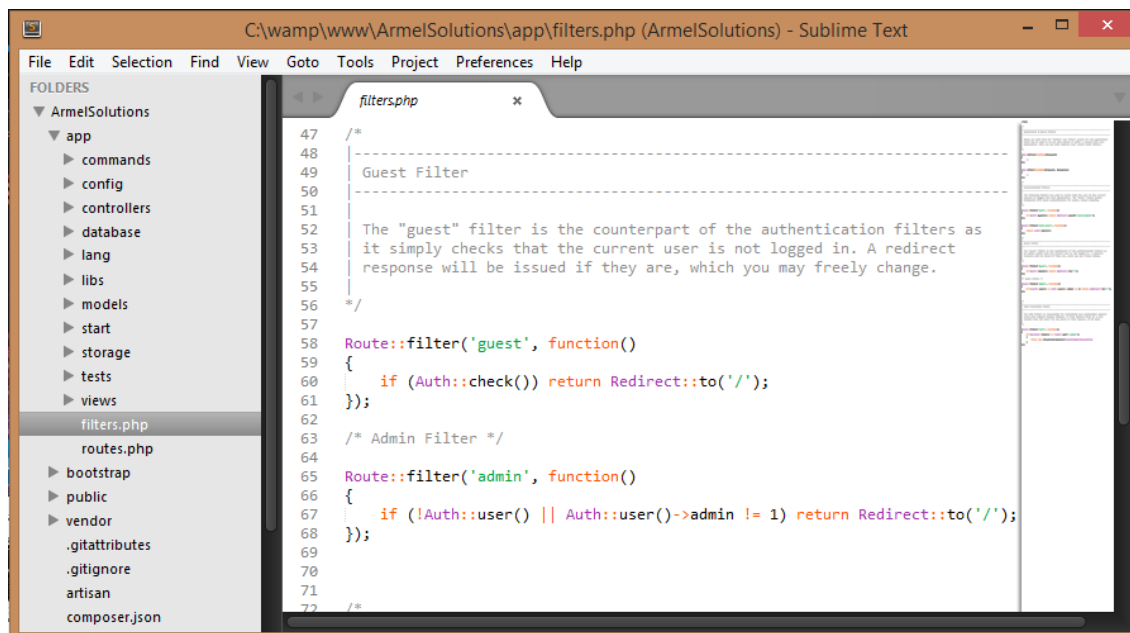 C:\wamp\www\ArmelSolutions\app\filters.php (ArmelSolutions) - Sublime Text
File Edit Selection Find View Goto Tools Project Preferences Help
FOLDERS
ArmelSolutions
app
commands
config
controllers
database
lang
libs
models
start
storage
tests
views
filters.php
routes.php
bootstrap
public
vendor
.gitattributes
.gitignore
artisan
composer.json
filters.php
47 /*
48 |--------------------------------------------------------------------------
49 | Guest Filter
50 |--------------------------------------------------------------------------
51 |
52 | The "guest" filter is the counterpart of the authentication filters as
53 | it simply checks that the current user is not logged in. A redirect
54 | response will be issued if they are, which you may freely change.
55 |
56 */
57
58 Route::filter('guest', function()
59 {
60     if (Auth::check()) return Redirect::to('/');
61 });
62
63 /* Admin Filter */
64
65 Route::filter('admin', function()
66 {
67     if (!Auth::user() || Auth::user()->admin != 1) return Redirect::to('/');
68 });
69
70
71
72 /*